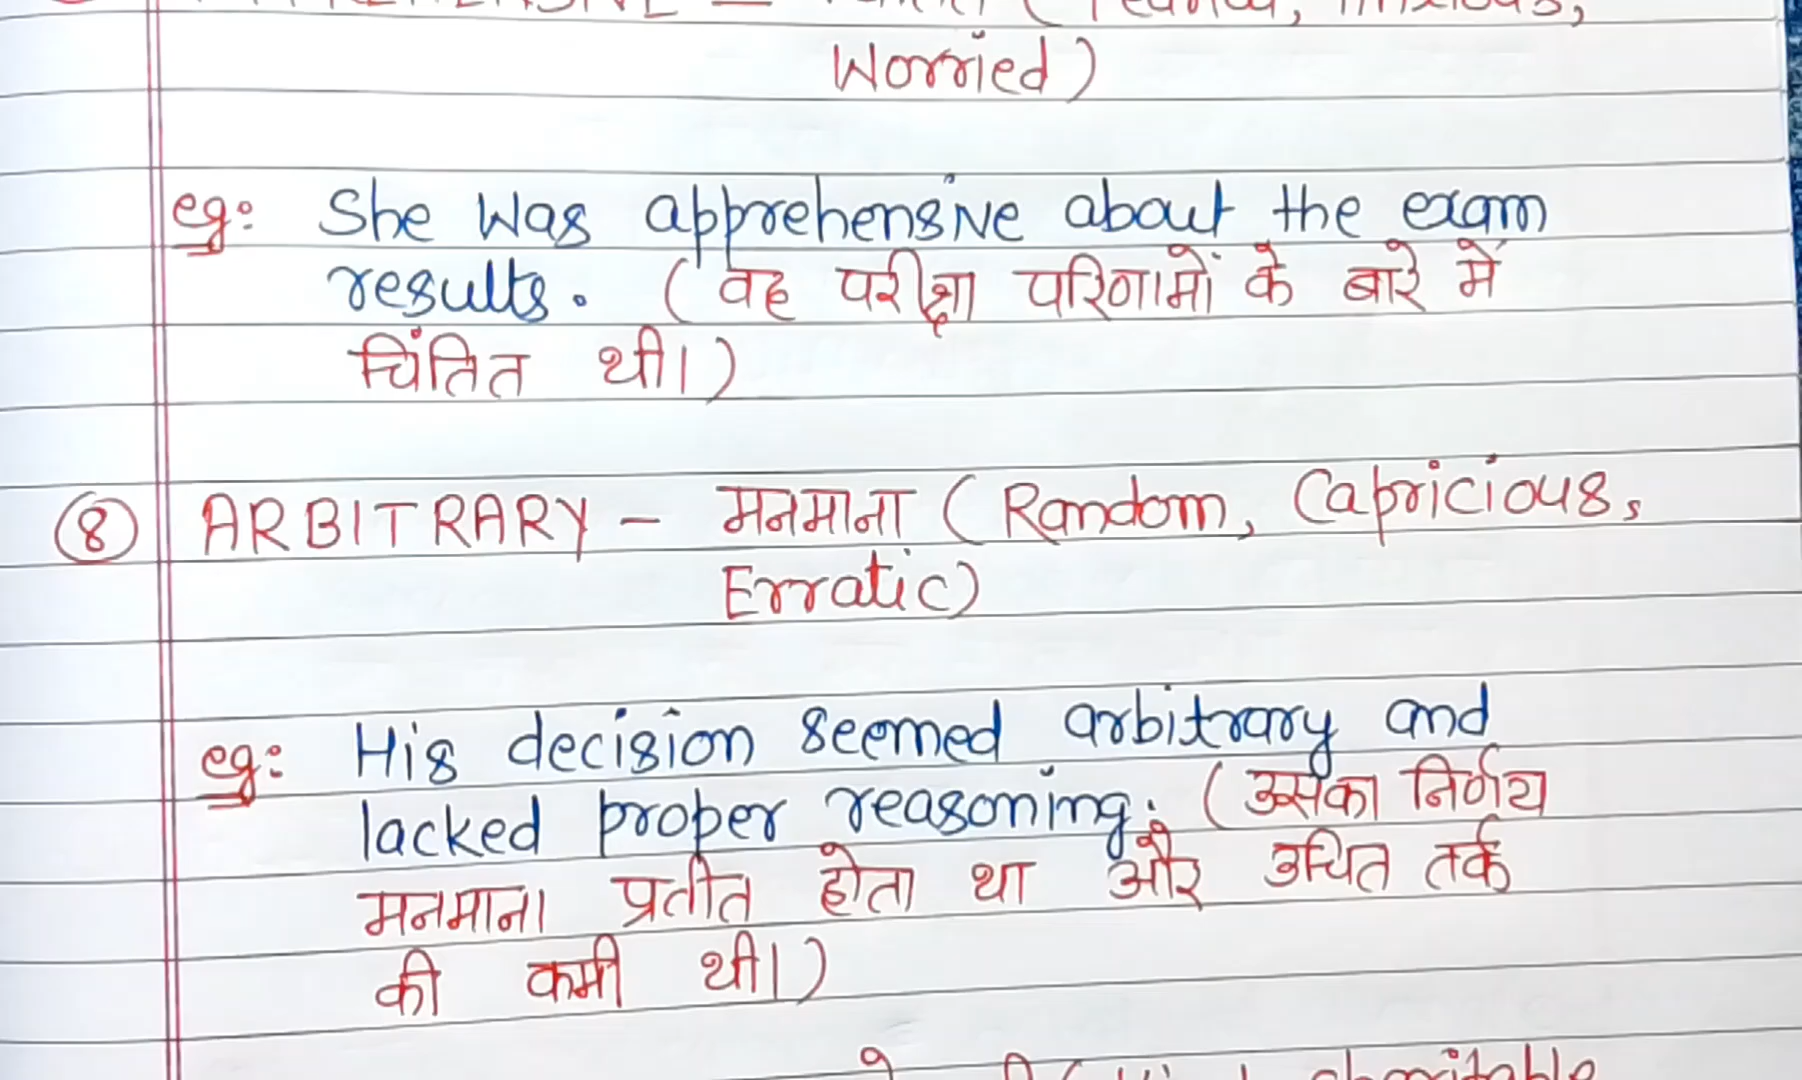 Worried)
eg: She was apprehensive about the exam
results. (वह परीक्षा परिणामों के बारे में
चिंतित थी।)
8 ARBITRARY - मनमाना (Random, Capricious,
Erratic)
eg: His decision seemed arbitrary and
lacked proper reasoning. (उसका निर्णय
मनमाना प्रतीत होता था और उचित तर्क
की कमी थी।)
charitable